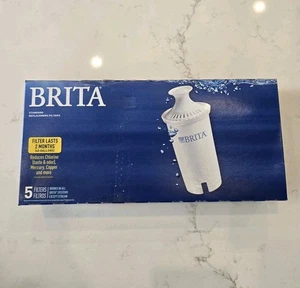 BRITA
STANDARD
REPLACEMENT FILTERS
BRITA
FILTER LASTS
2 MONTHS
Reduces Chlorine
(taste & odor),
Mercury, Copper
and more
5 FILTERS
FILTROS